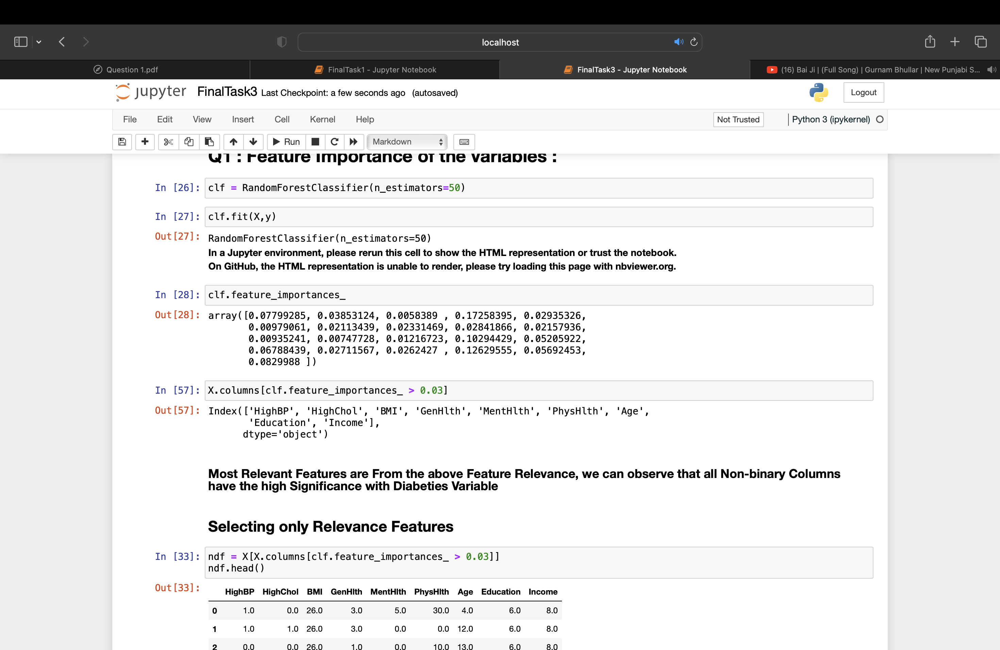 localhost
Question 1.pdf
FinalTask1 - Jupyter Notebook
FinalTask3 - Jupyter Notebook
(16) Bai Ji | (Full Song) | Gurnam Bhullar | New Punjabi S...
jupyter FinalTask3 Last Checkpoint: a few seconds ago (autosaved)
Logout
File Edit View Insert Cell Kernel Help
Not Trusted
Python 3 (ipykernel)
Run
Markdown
Q1 : Feature Importance of the variables :
In [26]: clf = RandomForestClassifier(n_estimators=50)
In [27]: clf.fit(X,y)
Out[27]: RandomForestClassifier(n_estimators=50)
In a Jupyter environment, please rerun this cell to show the HTML representation or trust the notebook.
On GitHub, the HTML representation is unable to render, please try loading this page with nbviewer.org.
In [28]: clf.feature_importances_
Out[28]: array([0.07799285, 0.03853124, 0.0058389 , 0.17258395, 0.02935326,
0.00979061, 0.02113439, 0.02331469, 0.02841866, 0.02157936,
0.00935241, 0.00747728, 0.01216723, 0.10294429, 0.05205922,
0.06788439, 0.02711567, 0.0262427 , 0.12629555, 0.05692453,
0.0829988 ])
In [57]: X.columns[clf.feature_importances_ > 0.03]
Out[57]: Index(['HighBP', 'HighChol', 'BMI', 'GenHlth', 'MentHlth', 'PhysHlth', 'Age',
'Education', 'Income'],
dtype='object')
Most Relevant Features are From the above Feature Relevance, we can observe that all Non-binary Columns
have the high Significance with Diabeties Variable
Selecting only Relevance Features
In [33]: ndf = X[X.columns[clf.feature_importances_ > 0.03]]
ndf.head()
Out[33]:
HighBP HighChol BMI GenHlth MentHlth PhysHlth Age Education Income
0 1.0 0.0 26.0 3.0 5.0 30.0 4.0 6.0 8.0
1 1.0 1.0 26.0 3.0 0.0 0.0 12.0 6.0 8.0
2 0.0 0.0 26.0 1.0 0.0 10.0 13.0 6.0 8.0